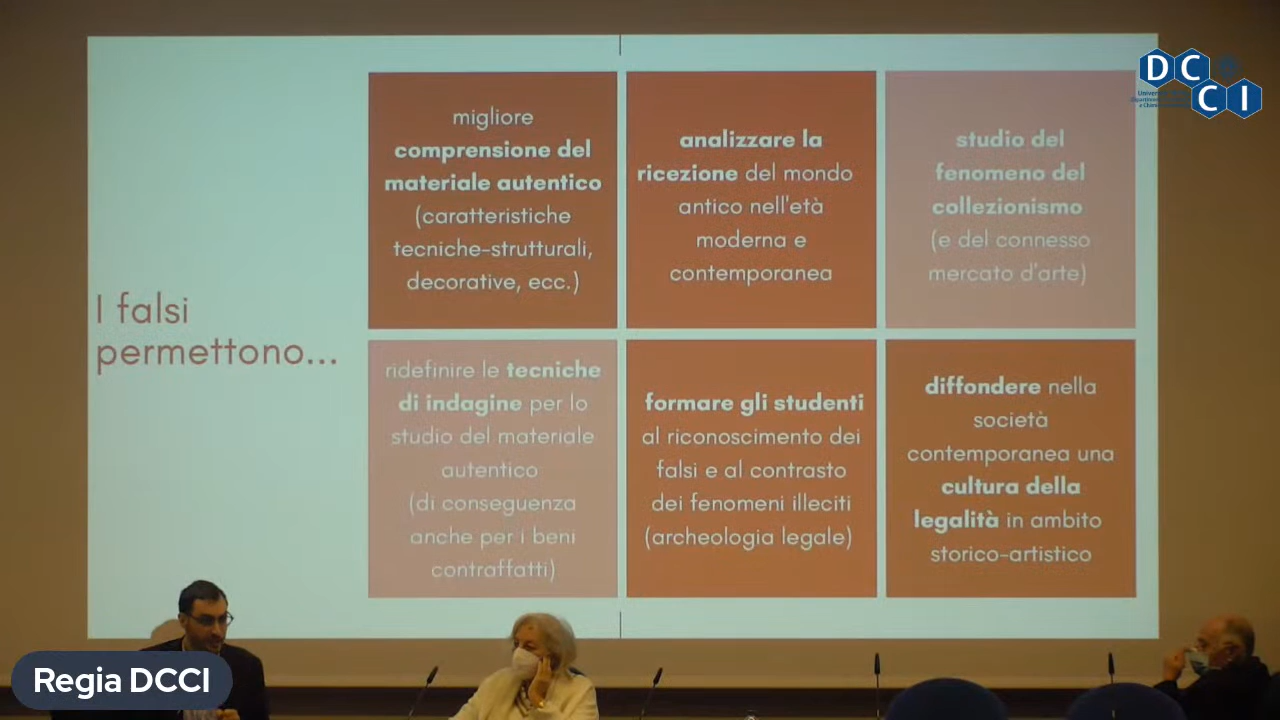 I falsi
permettono...
migliore
comprensione del
materiale autentico
(caratteristiche
tecniche-strutturali,
decorative, ecc.)
analizzare la
ricezione del mondo
antico nell'età
moderna e
contemporanea
studio del
fenomeno del
collezionismo
(e del connesso
mercato d'arte)
ridefinire le tecniche
di indagine per lo
studio del materiale
autentico
(di conseguenza
anche per i beni
contraffatti)
formare gli studenti
al riconoscimento dei
falsi e al contrasto
dei fenomeni illeciti
(archeologia legale)
diffondere nella
società
contemporanea una
cultura della
legalità in ambito
storico-artistico
DC
CI
Regia DCCI